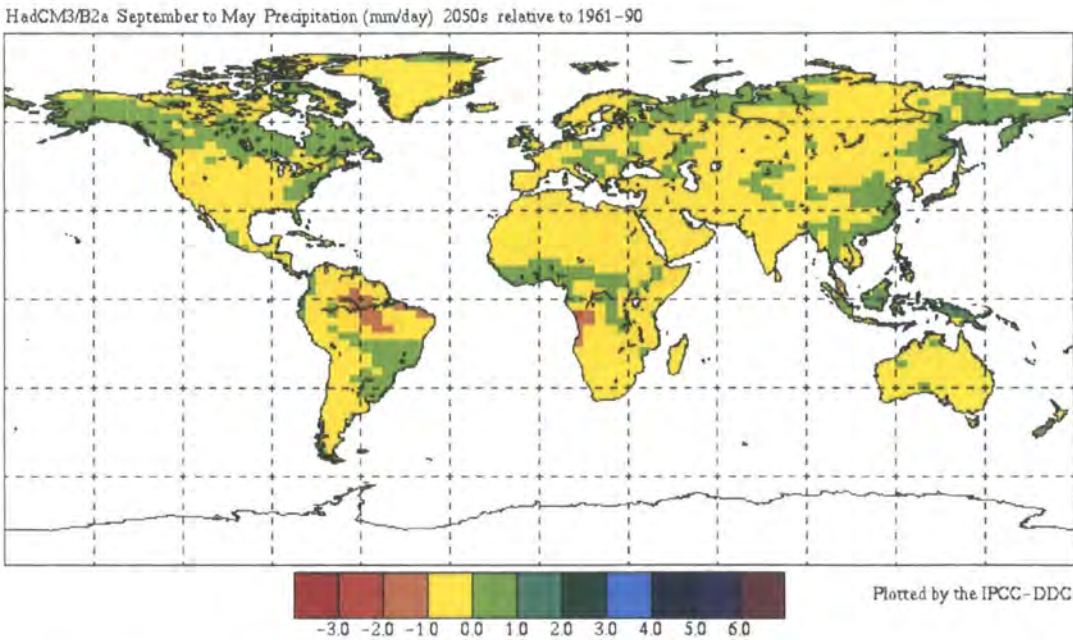 HadCM3/B2a September to May Precipitation (mm/day) 2050s relative to 1961-90
Plotted by the IPCC-DDC
-3.0 -2.0 -1.0 0.0 1.0 2.0 3.0 4.0 5.0 6.0